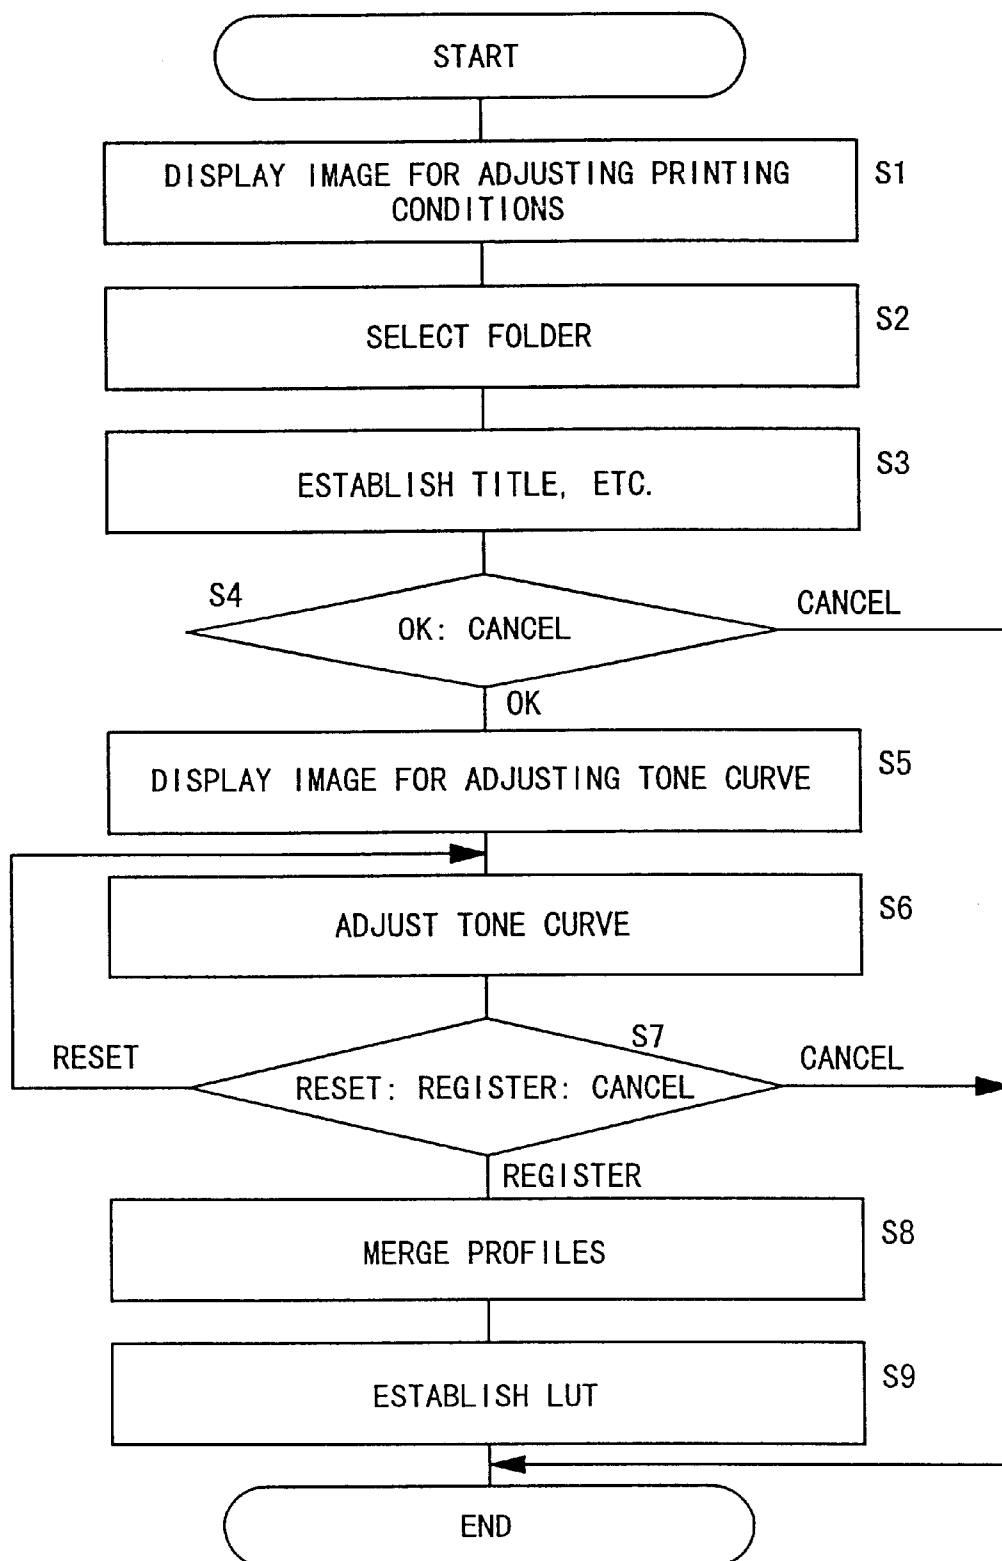 START
DISPLAY IMAGE FOR ADJUSTING PRINTING
CONDITIONS
S1
SELECT FOLDER
S2
ESTABLISH TITLE, ETC.
S3
S4
OK: CANCEL
CANCEL
OK
DISPLAY IMAGE FOR ADJUSTING TONE CURVE
S5
ADJUST TONE CURVE
S6
RESET
S7
RESET: REGISTER: CANCEL
CANCEL
REGISTER
MERGE PROFILES
S8
ESTABLISH LUT
S9
END